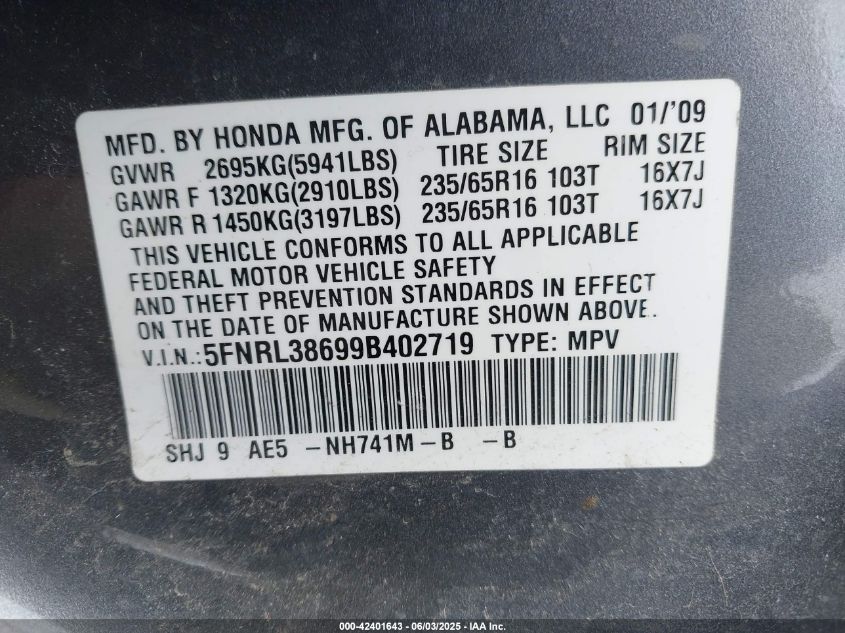 MFD. BY HONDA MFG. OF ALABAMA, LLC 01/'09
GVWR 2695KG(5941LBS) TIRE SIZE RIM SIZE
GAWR F 1320KG(2910LBS) 235/65R16 103T 16X7J
GAWR R 1450KG(3197LBS) 235/65R16 103T 16X7J
THIS VEHICLE CONFORMS TO ALL APPLICABLE
FEDERAL MOTOR VEHICLE SAFETY
AND THEFT PREVENTION STANDARDS IN EFFECT
ON THE DATE OF MANUFACTURE SHOWN ABOVE.
V.I.N.: 5FNRL38699B402719 TYPE: MPV
SHJ 9 AE5 -NH741M -B -B
000-42401643 - 06/03/2025 - IAA Inc.